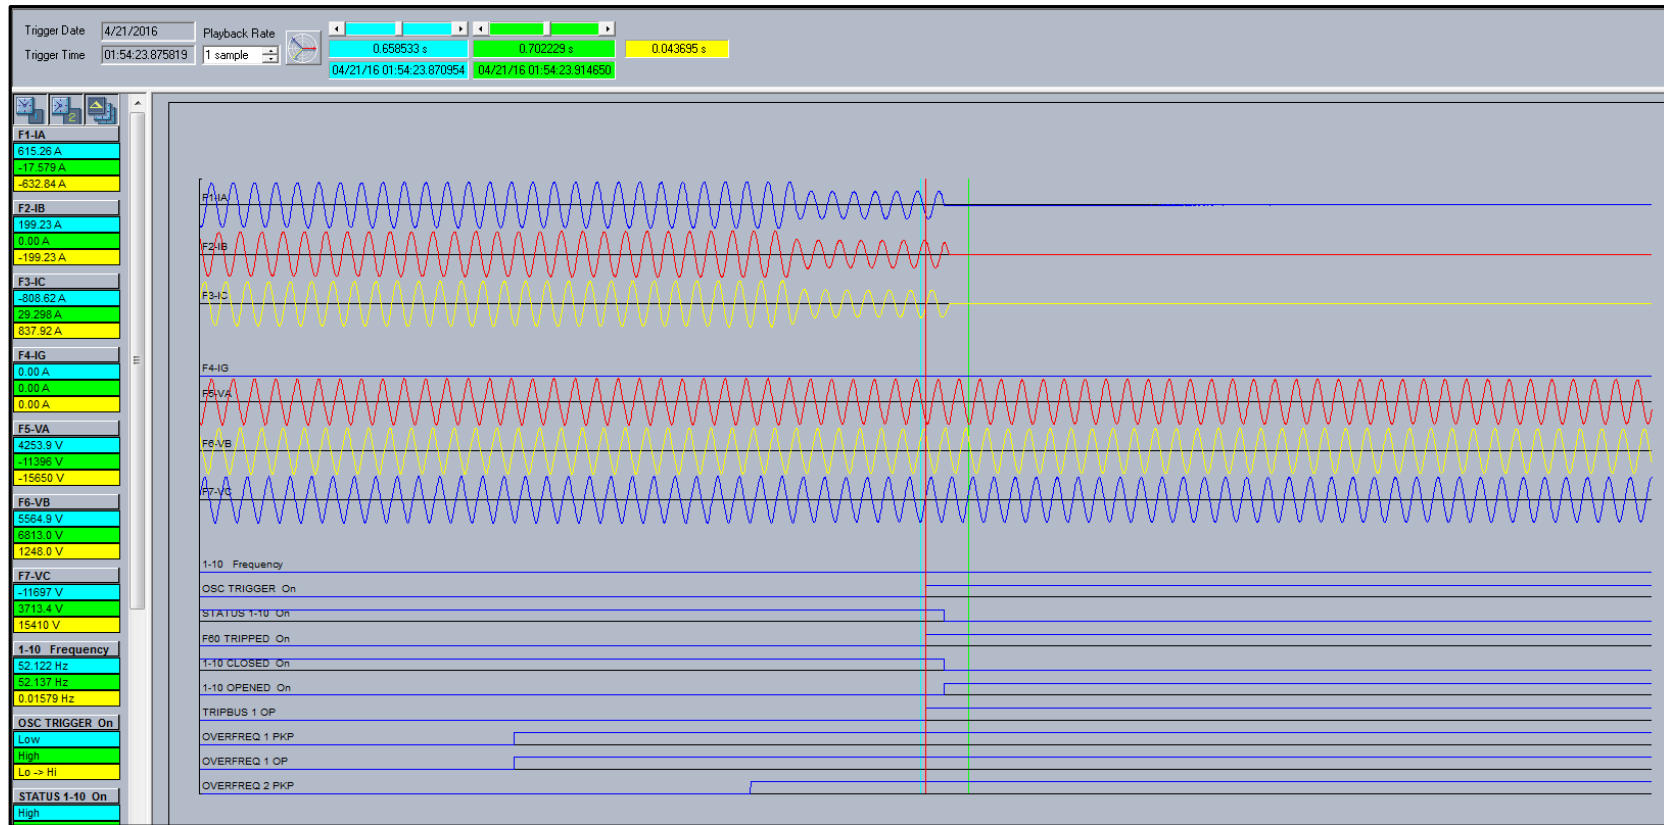 Trigger Date 4/21/2016 Playback Rate
Trigger Time 01:54:23.875819 1 sample
0.658533 s 0.702229 s 0.043695 s
04/21/16 01:54:23.870954 04/21/16 01:54:23.914650
2
F1-IA
615.26 A
-17.579 A
-632.84 A
F2-IB
199.23 A
0.00 A
-199.23 A
F3-IC
-808.62 A
29.298 A
837.92 A
F4-IG
0.00 A
0.00 A
0.00 A
F5-VA
4253.9 V
-11396 V
-15650 V
F6-VB
5564.9 V
6813.0 V
1248.0 V
F7-VC
-11697 V
3713.4 V
15410 V
1-10 Frequency
52.122 Hz
52.137 Hz
0.01579 Hz
OSC TRIGGER On
Low
High
Lo -> Hi
STATUS 1-10 On
High
F1-IA
F2-IB
F3-IC
F4-IG
F5-VA
F6-VB
F7-VC
1-10 Frequency
OSC TRIGGER On
STATUS 1-10 On
F60 TRIPPED On
1-10 CLOSED On
1-10 OPENED On
TRIPBUS 1 OP
OVERFREQ 1 PKP
OVERFREQ 1 OP
OVERFREQ 2 PKP